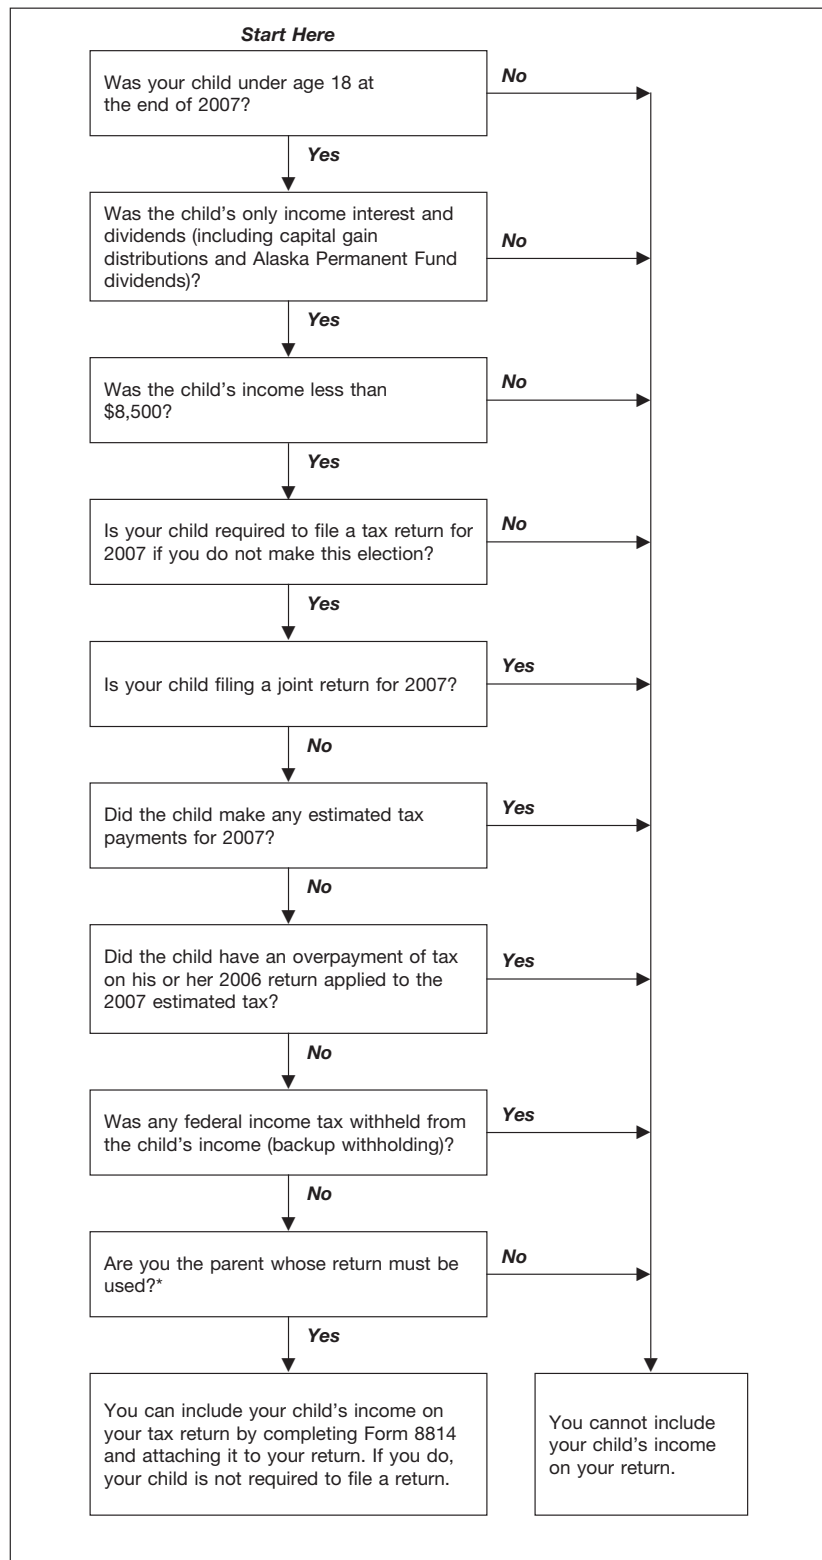 Start Here
Was your child under age 18 at
the end of 2007?
No
Yes
Was the child's only income interest and
dividends (including capital gain
distributions and Alaska Permanent Fund
dividends)?
No
Yes
Was the child's income less than
$8,500?
No
Yes
Is your child required to file a tax return for
2007 if you do not make this election?
No
Yes
Is your child filing a joint return for 2007?
Yes
No
Did the child make any estimated tax
payments for 2007?
Yes
No
Did the child have an overpayment of tax
on his or her 2006 return applied to the
2007 estimated tax?
Yes
No
Was any federal income tax withheld from
the child's income (backup withholding)?
Yes
No
Are you the parent whose return must be
used?*
No
Yes
You can include your child's income on
your tax return by completing Form 8814
and attaching it to your return. If you do,
your child is not required to file a return.
You cannot include
your child's income
on your return.